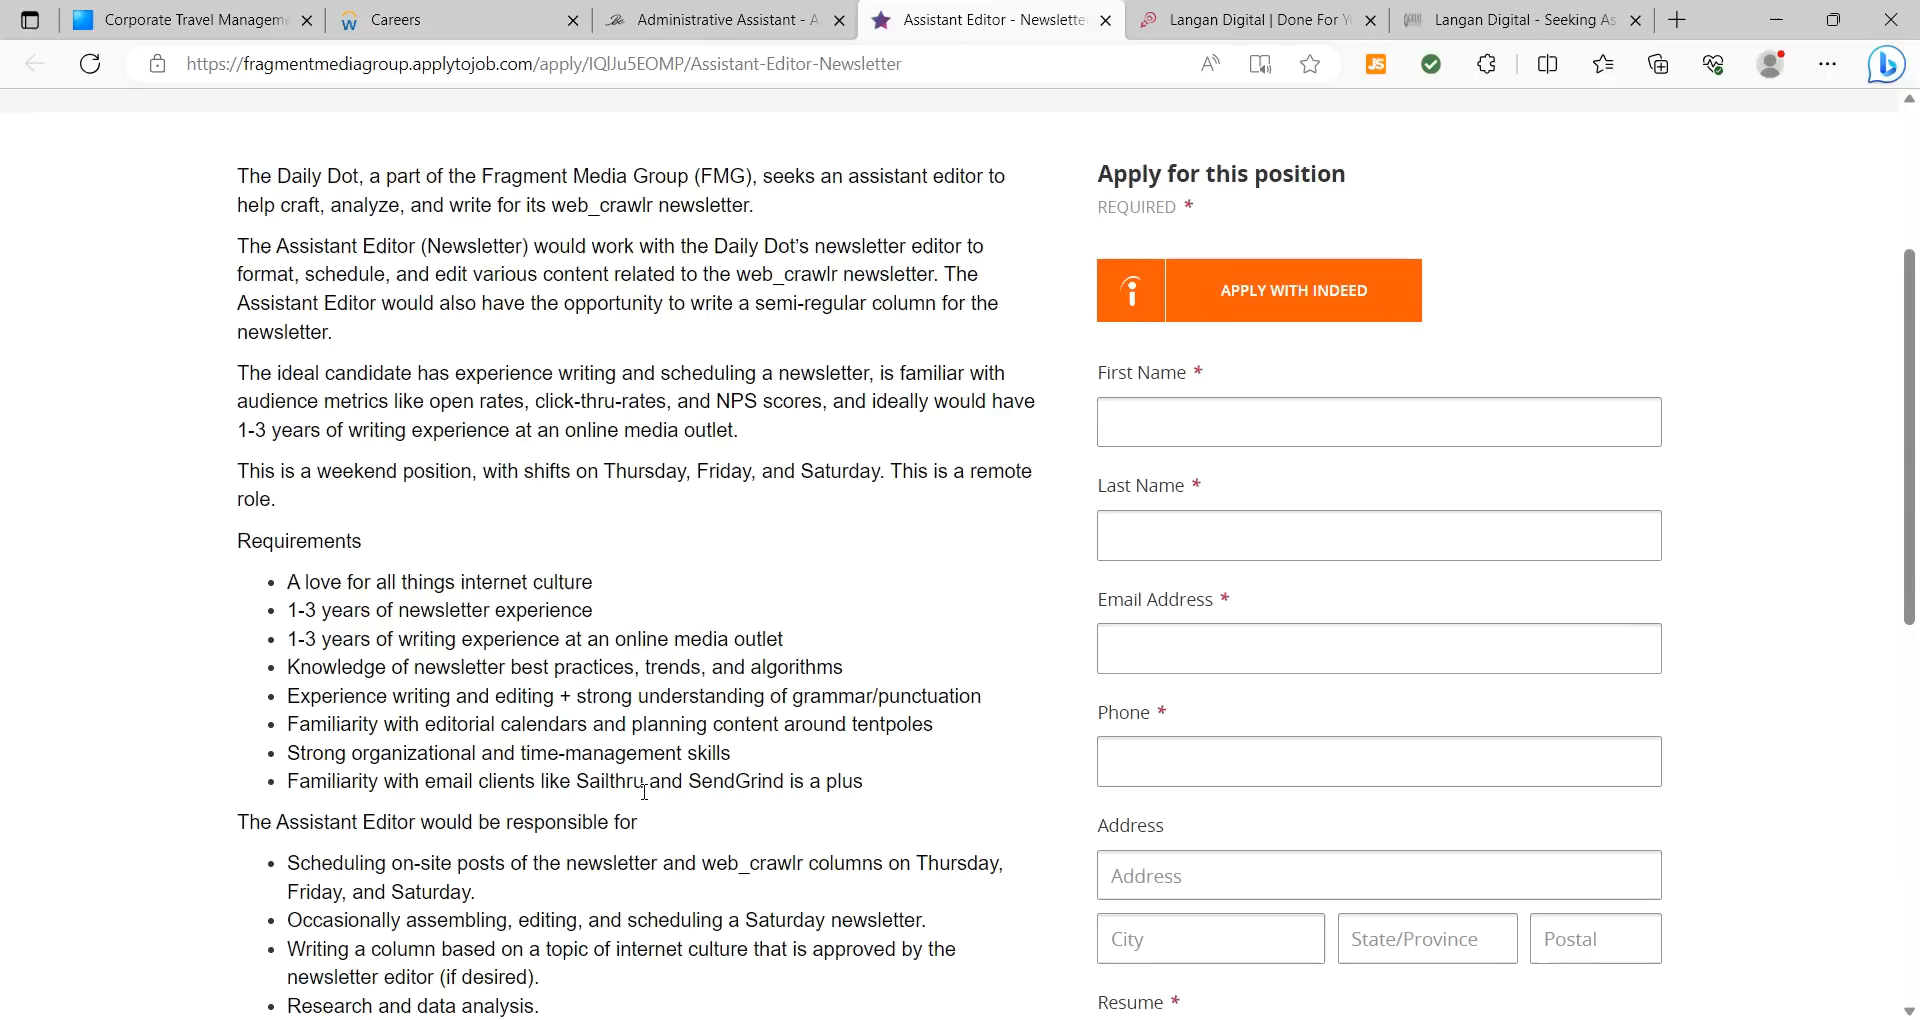 Corporate Travel Managem
Careers
Administrative Assistant - A
Assistant Editor - Newslette
Langan Digital | Done For Y
Langan Digital - Seeking As
https://fragmentmediagroup.applytojob.com/apply/IQlJu5EOMP/Assistant-Editor-Newsletter
JS
The Daily Dot, a part of the Fragment Media Group (FMG), seeks an assistant editor to
help craft, analyze, and write for its web_crawlr newsletter.
The Assistant Editor (Newsletter) would work with the Daily Dot's newsletter editor to
format, schedule, and edit various content related to the web_crawlr newsletter. The
Assistant Editor would also have the opportunity to write a semi-regular column for the
newsletter.
The ideal candidate has experience writing and scheduling a newsletter, is familiar with
audience metrics like open rates, click-thru-rates, and NPS scores, and ideally would have
1-3 years of writing experience at an online media outlet.
This is a weekend position, with shifts on Thursday, Friday, and Saturday. This is a remote
role.
Requirements
• A love for all things internet culture
• 1-3 years of newsletter experience
• 1-3 years of writing experience at an online media outlet
• Knowledge of newsletter best practices, trends, and algorithms
• Experience writing and editing + strong understanding of grammar/punctuation
• Familiarity with editorial calendars and planning content around tentpoles
• Strong organizational and time-management skills
• Familiarity with email clients like Sailthru and SendGrind is a plus
The Assistant Editor would be responsible for
• Scheduling on-site posts of the newsletter and web_crawlr columns on Thursday,
Friday, and Saturday.
• Occasionally assembling, editing, and scheduling a Saturday newsletter.
• Writing a column based on a topic of internet culture that is approved by the
newsletter editor (if desired).
• Research and data analysis.
Apply for this position
REQUIRED *
APPLY WITH INDEED
First Name *
Last Name *
Email Address *
Phone *
Address
Address
City
State/Province
Postal
Resume *